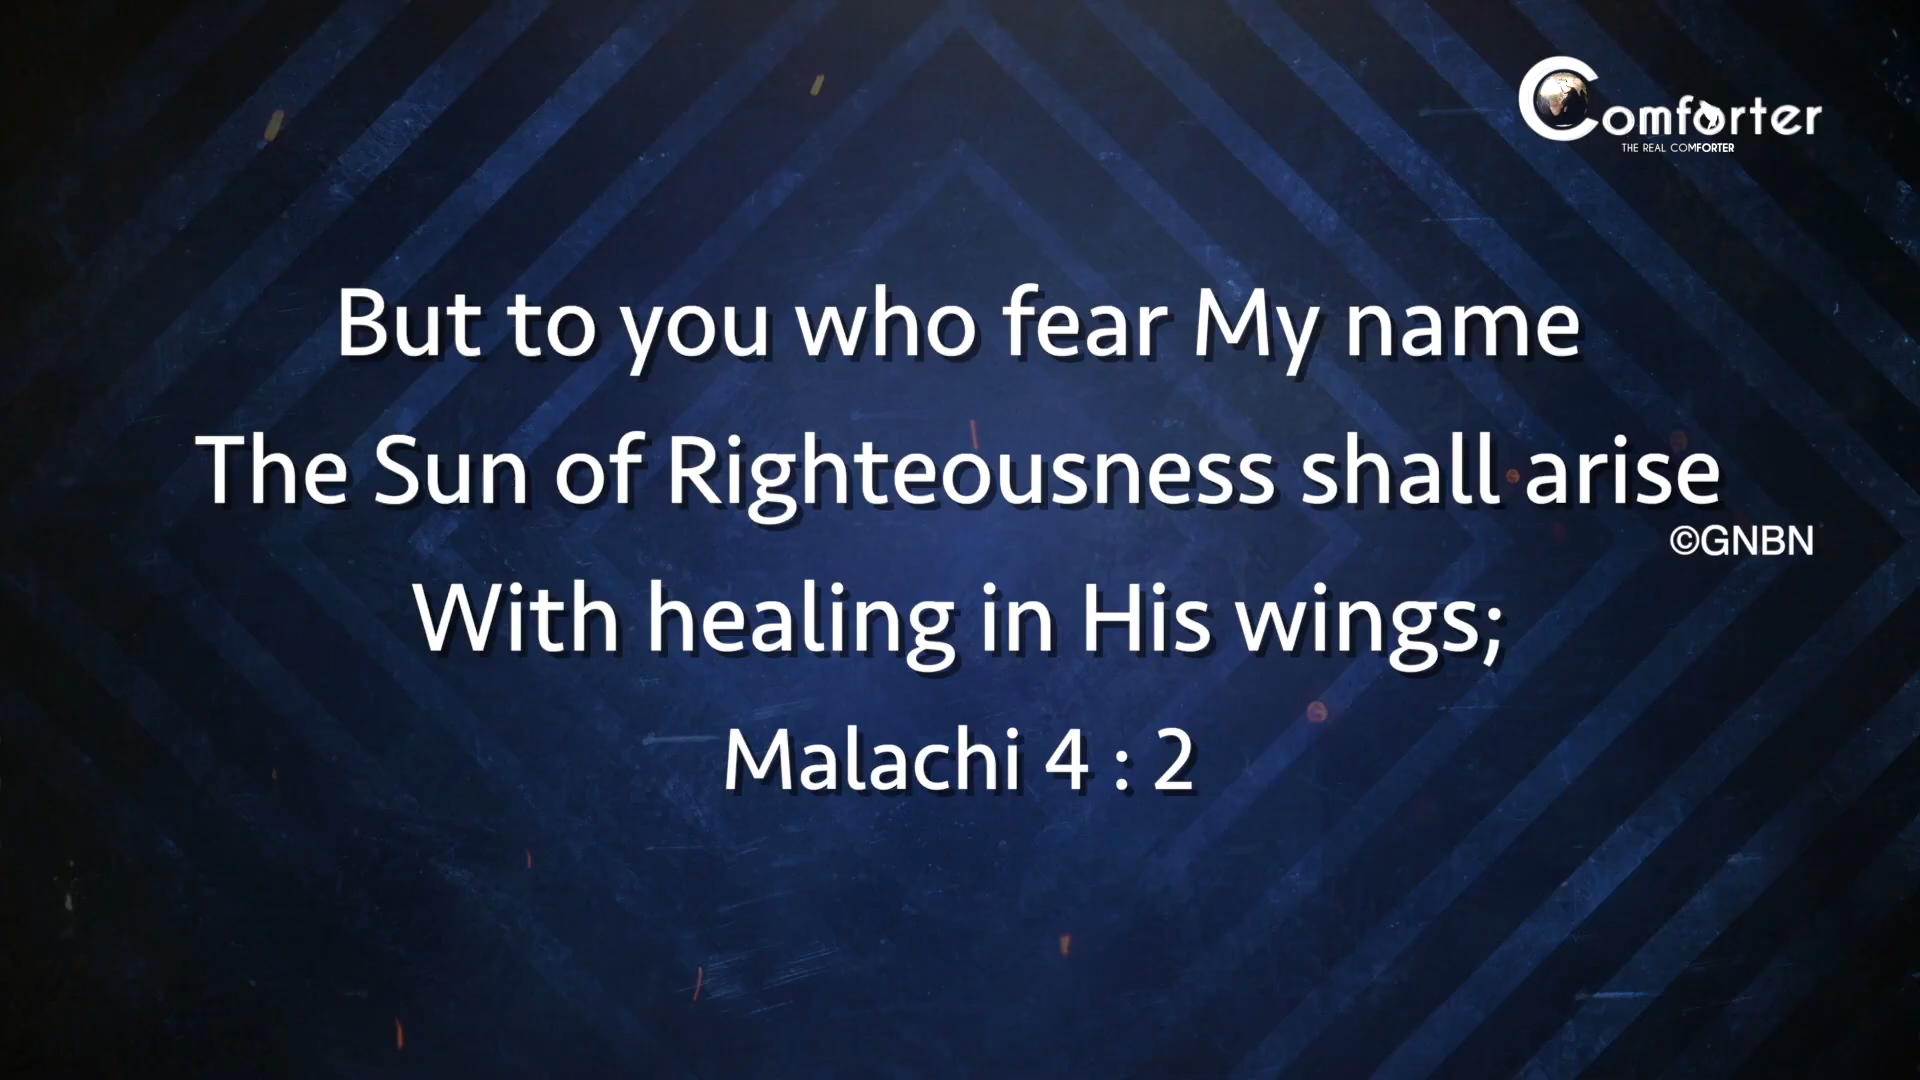 Comforter
THE REAL COMFORTER
But to you who fear My name
The Sun of Righteousness shall arise
©GNBN
With healing in His wings;
Malachi 4 : 2